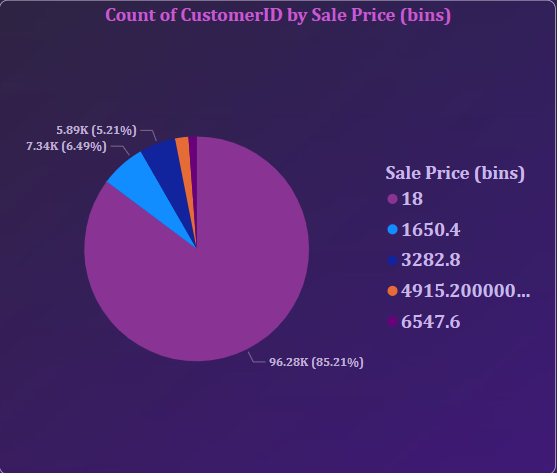 Count of CustomerID by Sale Price (bins)
5.89K (5.21%)
7.34K (6.49%)
96.28K (85.21%)
Sale Price (bins)
18
1650.4
3282.8
4915.200000...
6547.6